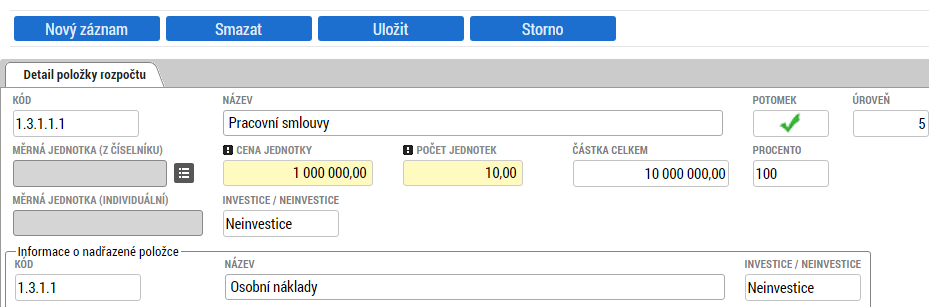 Nový záznam Smazat Uložit Storno
Detail položky rozpočtu
KÓD NÁZEV POTOMEK ÚROVEŇ
1.3.1.1.1 Pracovní smlouvy 5
MĚRNÁ JEDNOTKA (Z ČÍSELNÍKU) CENA JEDNOTKY POČET JEDNOTEK ČÁSTKA CELKEM PROCENTO
1 000 000,00 10,00 10 000 000,00 100
MĚRNÁ JEDNOTKA (INDIVIDUÁLNÍ) INVESTICE / NEINVESTICE
Neinvestice
Informace o nadřazené položce
KÓD NÁZEV INVESTICE / NEINVESTICE
1.3.1.1 Osobní náklady Neinvestice